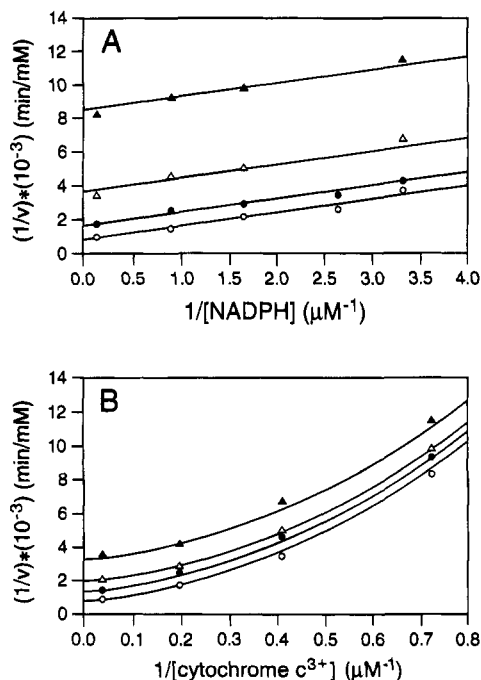 A
14
12
10
8
6
4
2
0
(1/v)*(10⁻³) (min/mM)
0.0 0.5 1.0 1.5 2.0 2.5 3.0 3.5 4.0
1/[NADPH] (μM⁻¹)
B
14
12
10
8
6
4
2
0
(1/v)*(10⁻³) (min/mM)
0.0 0.1 0.2 0.3 0.4 0.5 0.6 0.7 0.8
1/[cytochrome c³⁺] (μM⁻¹)